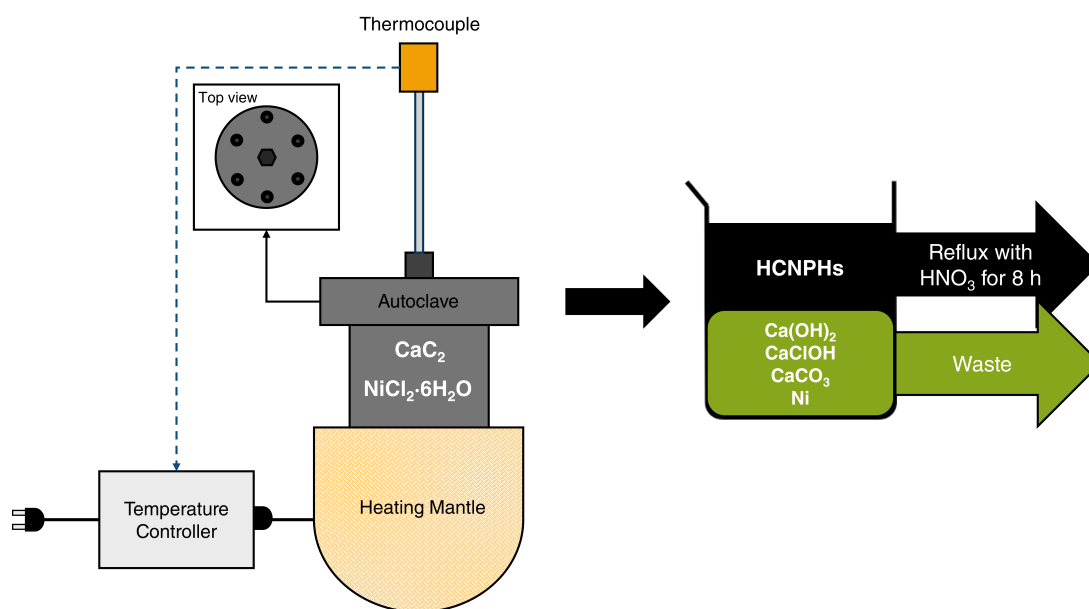 Thermocouple
Top view
Autoclave
CaC₂
NiCl₂·6H₂O
Heating Mantle
Temperature
Controller
HCNPHs
Ca(OH)₂
CaClOH
CaCO₃
Ni
Reflux with
HNO₃ for 8 h
Waste